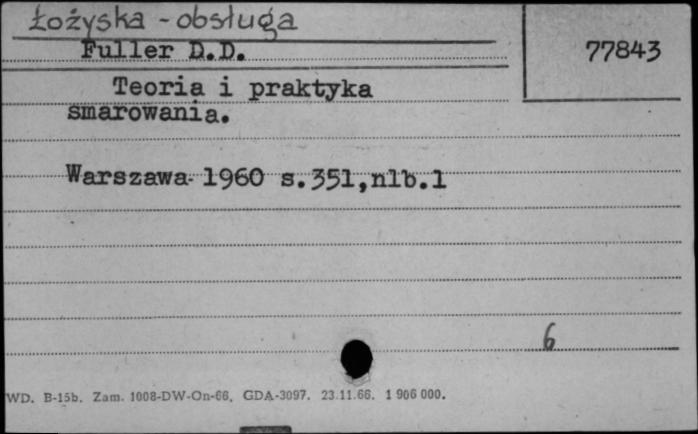 Łożyska - obsługa
77843
Fuller D.D.
Teoria i praktyka
smarowania.
Warszawa 1960 s.351,nlb.1
6
WD. B-15b. Zam. 1008-DW-On-66. GDA-3097. 23.11.66. 1 906 000.